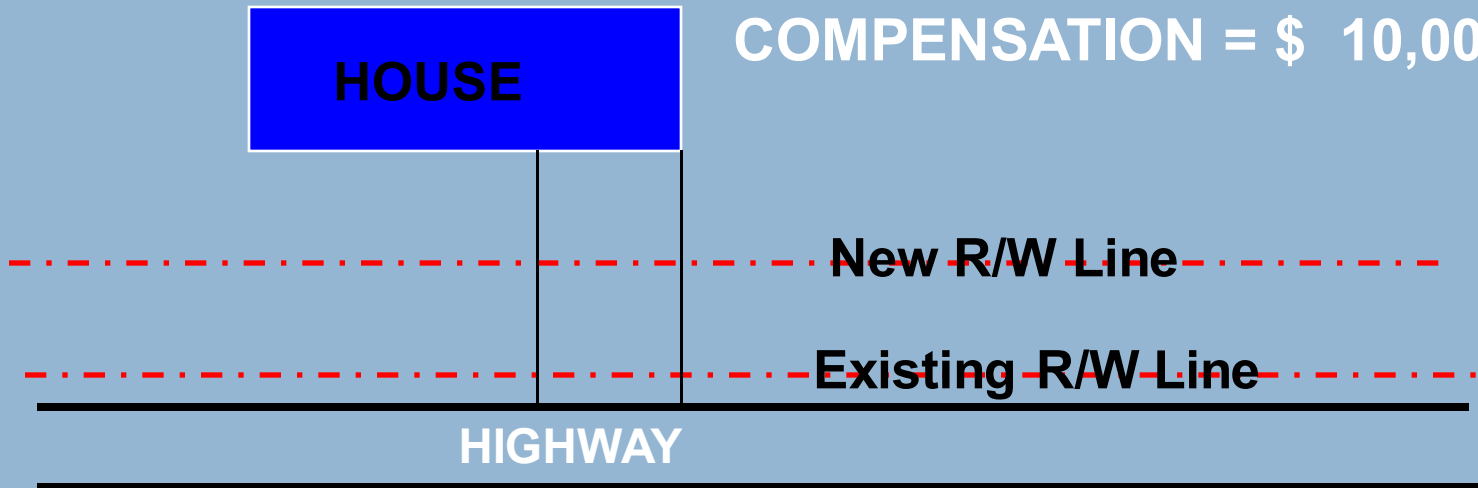 COMPENSATION = $ 10,00
HOUSE
New R/W Line
Existing R/W Line
HIGHWAY